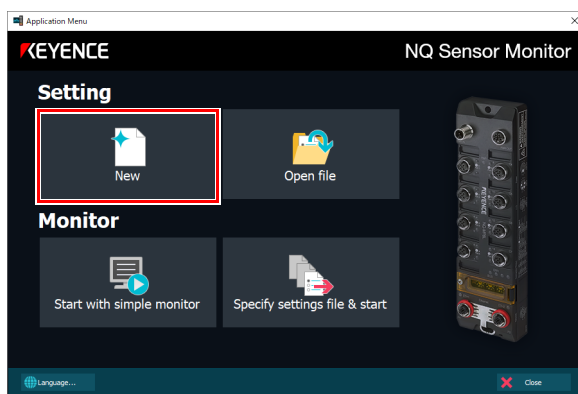 Application Menu
KEYENCE
NQ Sensor Monitor
Setting
New
Open file
Monitor
Start with simple monitor
Specify settings file & start
KEYENCE
Language...
Close